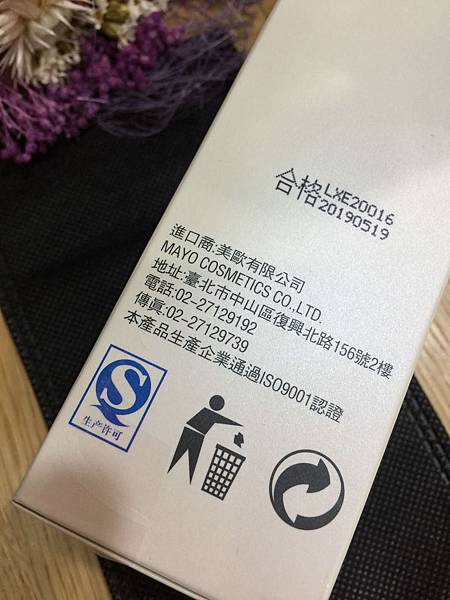 合格 LXE20016
20190519
進口商:美歐有限公司
MAYO COSMETICS CO.,LTD
地址:臺北市中山區復興北路156號2樓
電話:02-27129192
傳真:02-27129739
本產品生產企業通過ISO9001認證
生产许可